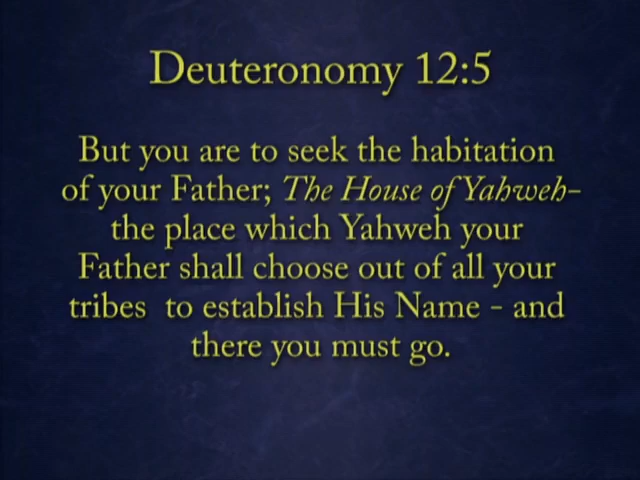 Deuteronomy 12:5
But you are to seek the habitation
of your Father; The House of Yahweh-
the place which Yahweh your
Father shall choose out of all your
tribes  to establish His Name - and
there you must go.